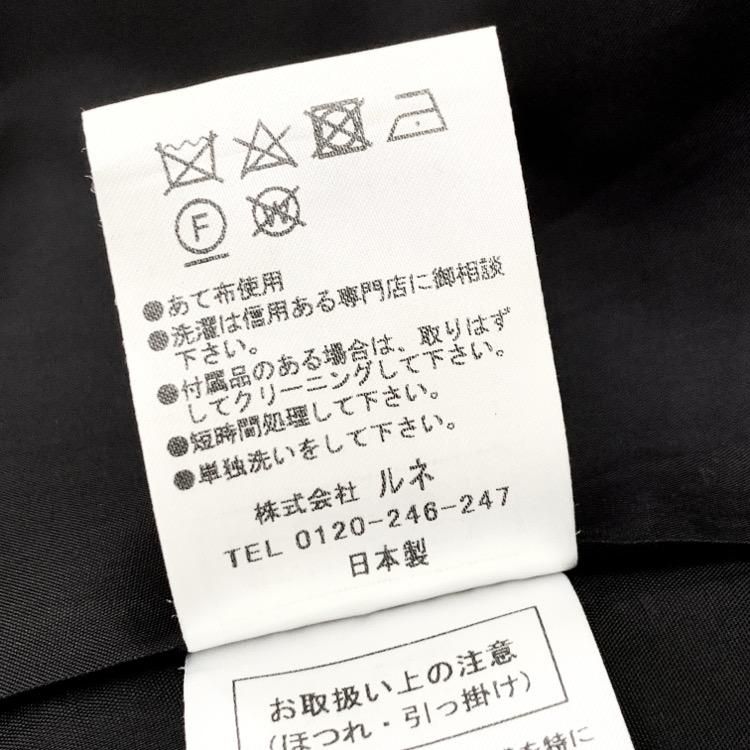 F
W
●あて布使用
●洗濯は信用ある専門店に御相談
下さい。
●付属品のある場合は、取りはず
してクリーニングして下さい。
●短時間処理して下さい。
●単独洗いをして下さい。
株式会社 ルネ
TEL 0120-246-247
日本製
お取扱い上の注意
(ほつれ・引っ掛け)
を特に